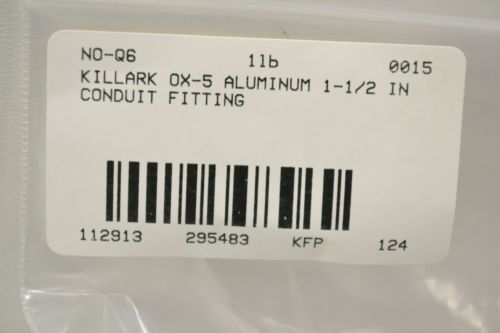 NO-Q6 1lb 0015
KILLARK OX-5 ALUMINUM 1-1/2 IN
CONDUIT FITTING
112913 295483 KFP 124